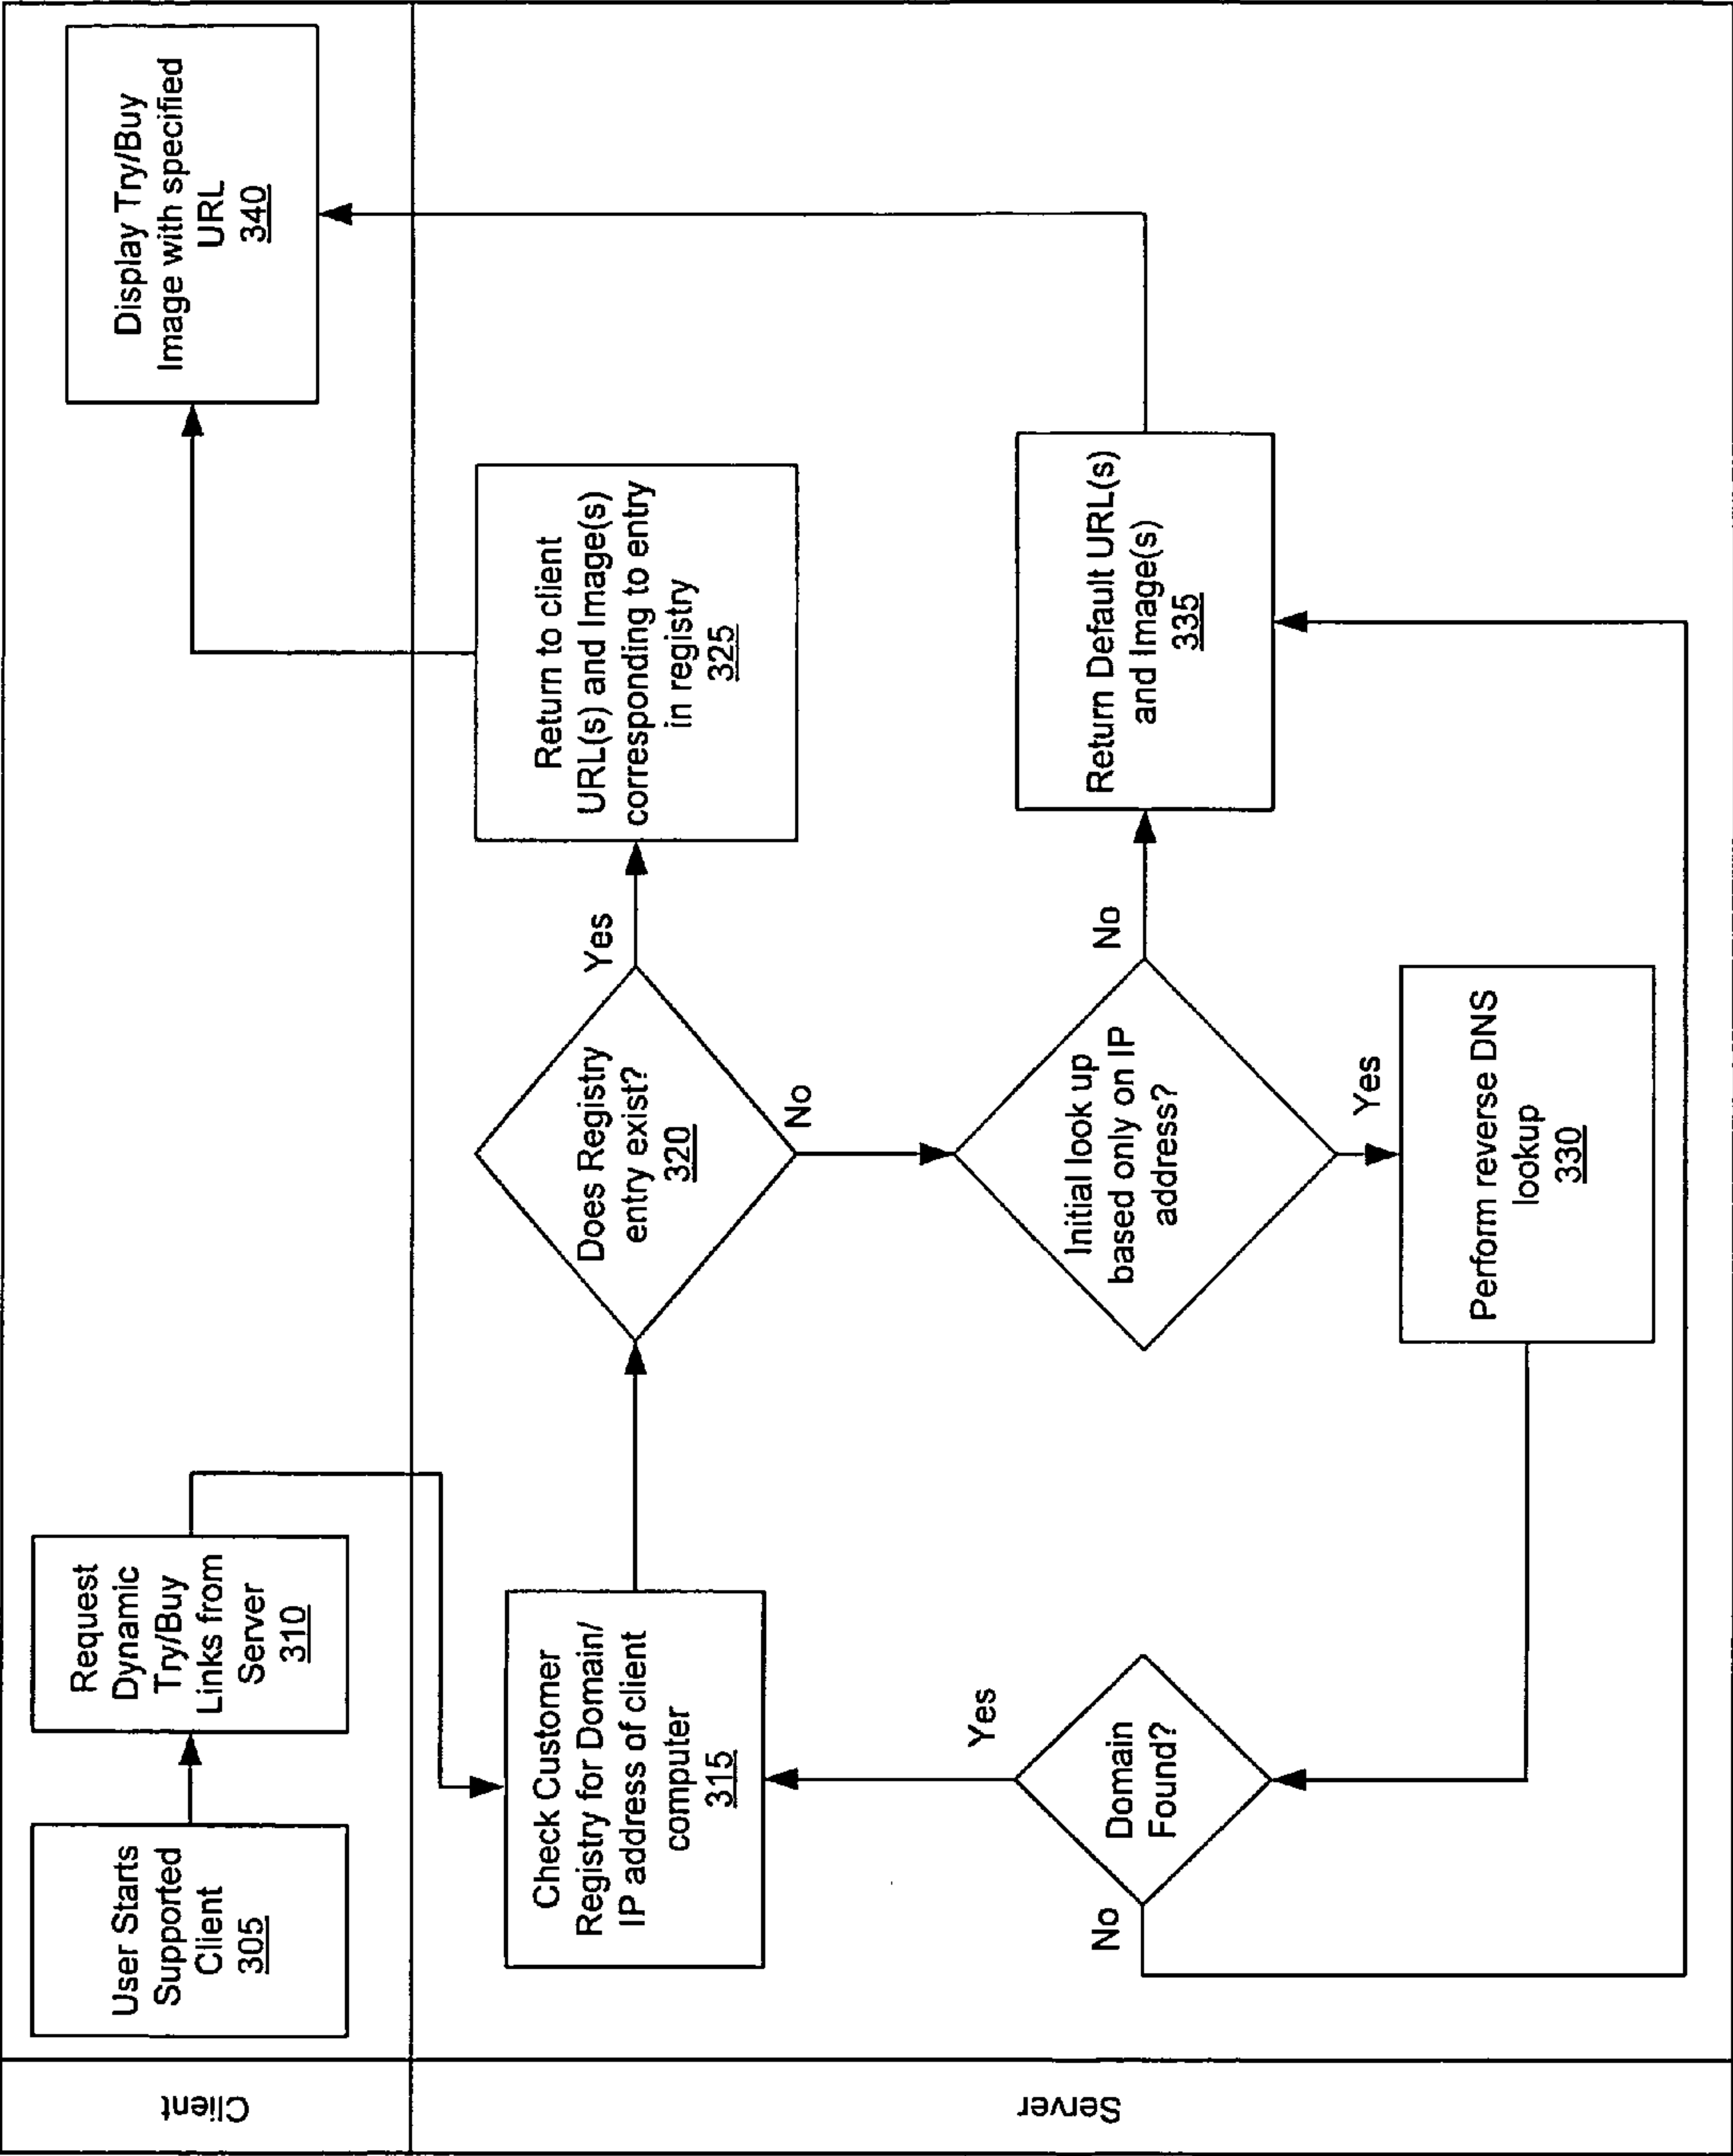 Client
User Starts
Supported
Client
305
Request
Dynamic
Try/Buy
Links from
Server
310
Display Try/Buy
Image with specified
URL
340
Server
Check Customer
Registry for Domain/
IP address of client
computer
315
Does Registry
entry exist?
320
Yes
No
Return to client
URL(s) and Image(s)
corresponding to entry
in registry
325
Initial look up
based only on IP
address?
No
Yes
Return Default URL(s)
and Image(s)
335
Perform reverse DNS
lookup
330
Domain
Found?
Yes
No